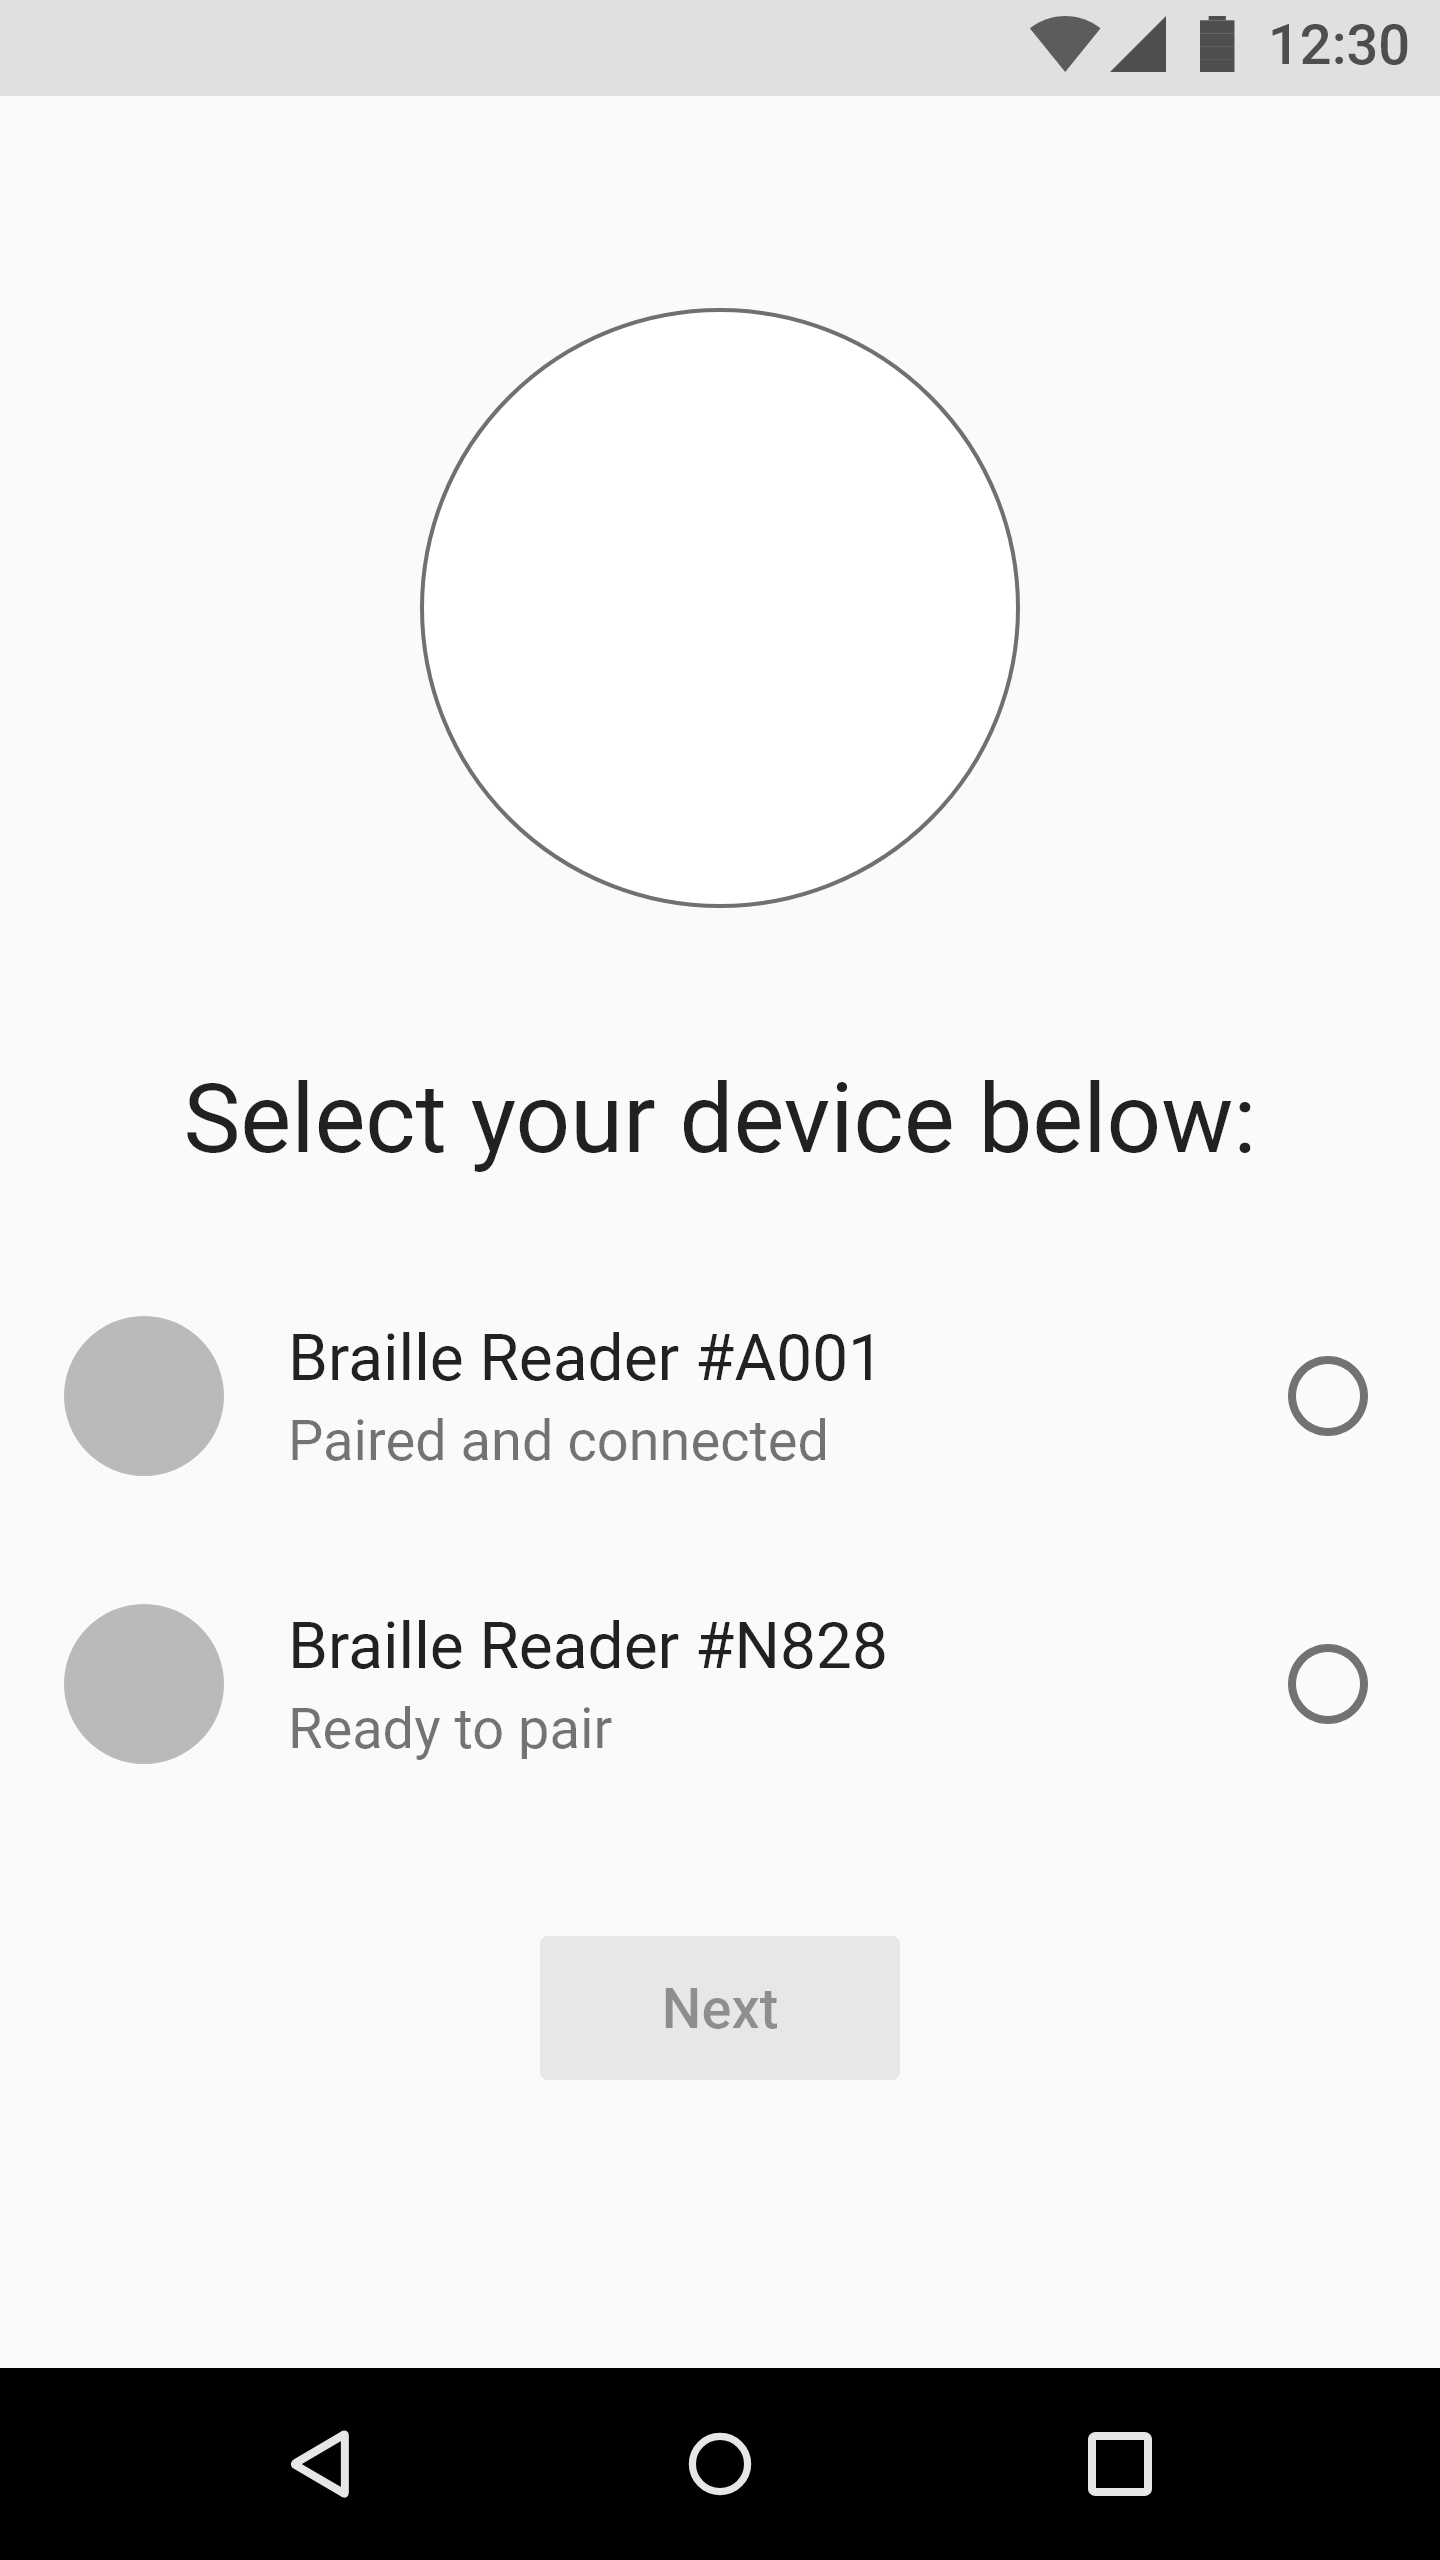 12:30
Select your device below:
Braille Reader #A001
Paired and connected
Braille Reader #N828
Ready to pair
Next